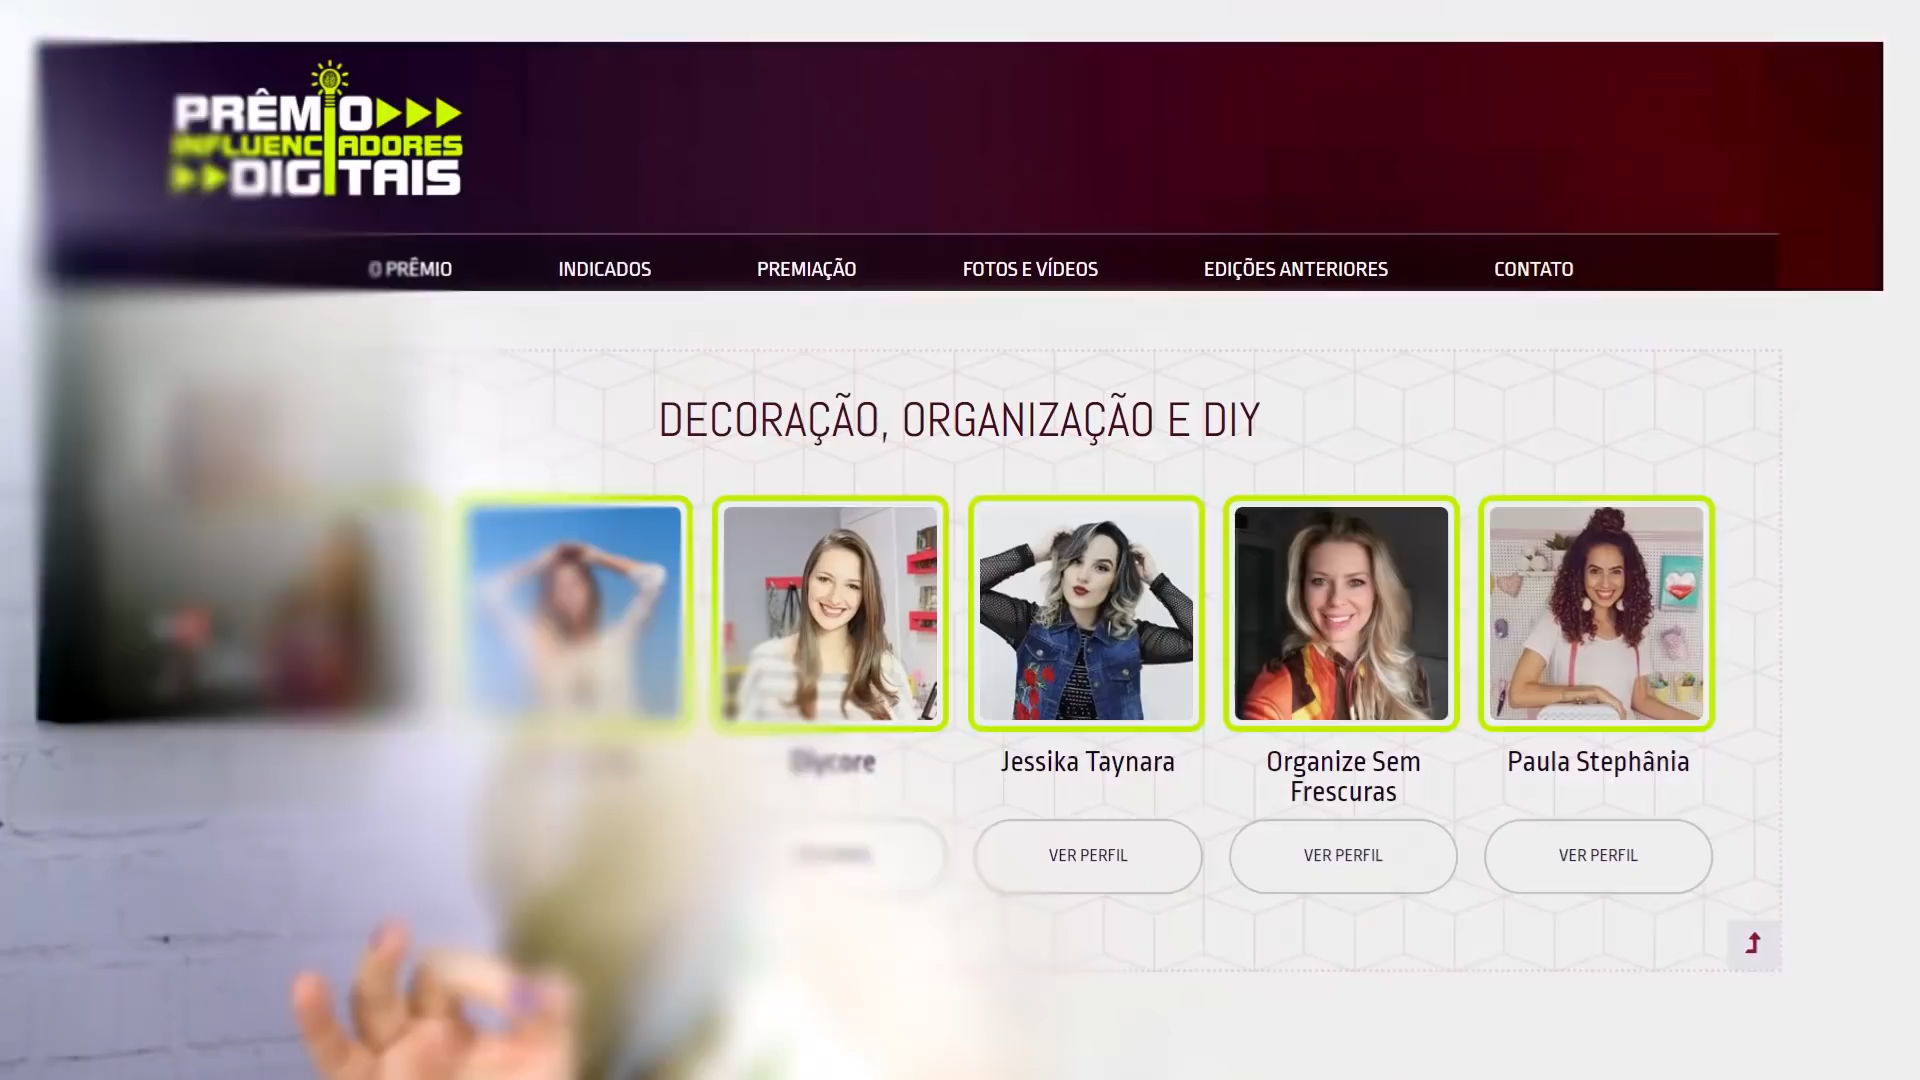 PRÊMIO
INFLUENCIADORES
DIGITAIS
O PRÊMIO INDICADOS PREMIAÇÃO FOTOS E VÍDEOS EDIÇÕES ANTERIORES CONTATO
DECORAÇÃO, ORGANIZAÇÃO E DIY
Diycore
Jessika Taynara
Organize Sem
Frescuras
Paula Stephânia
VER PERFIL
VER PERFIL
VER PERFIL